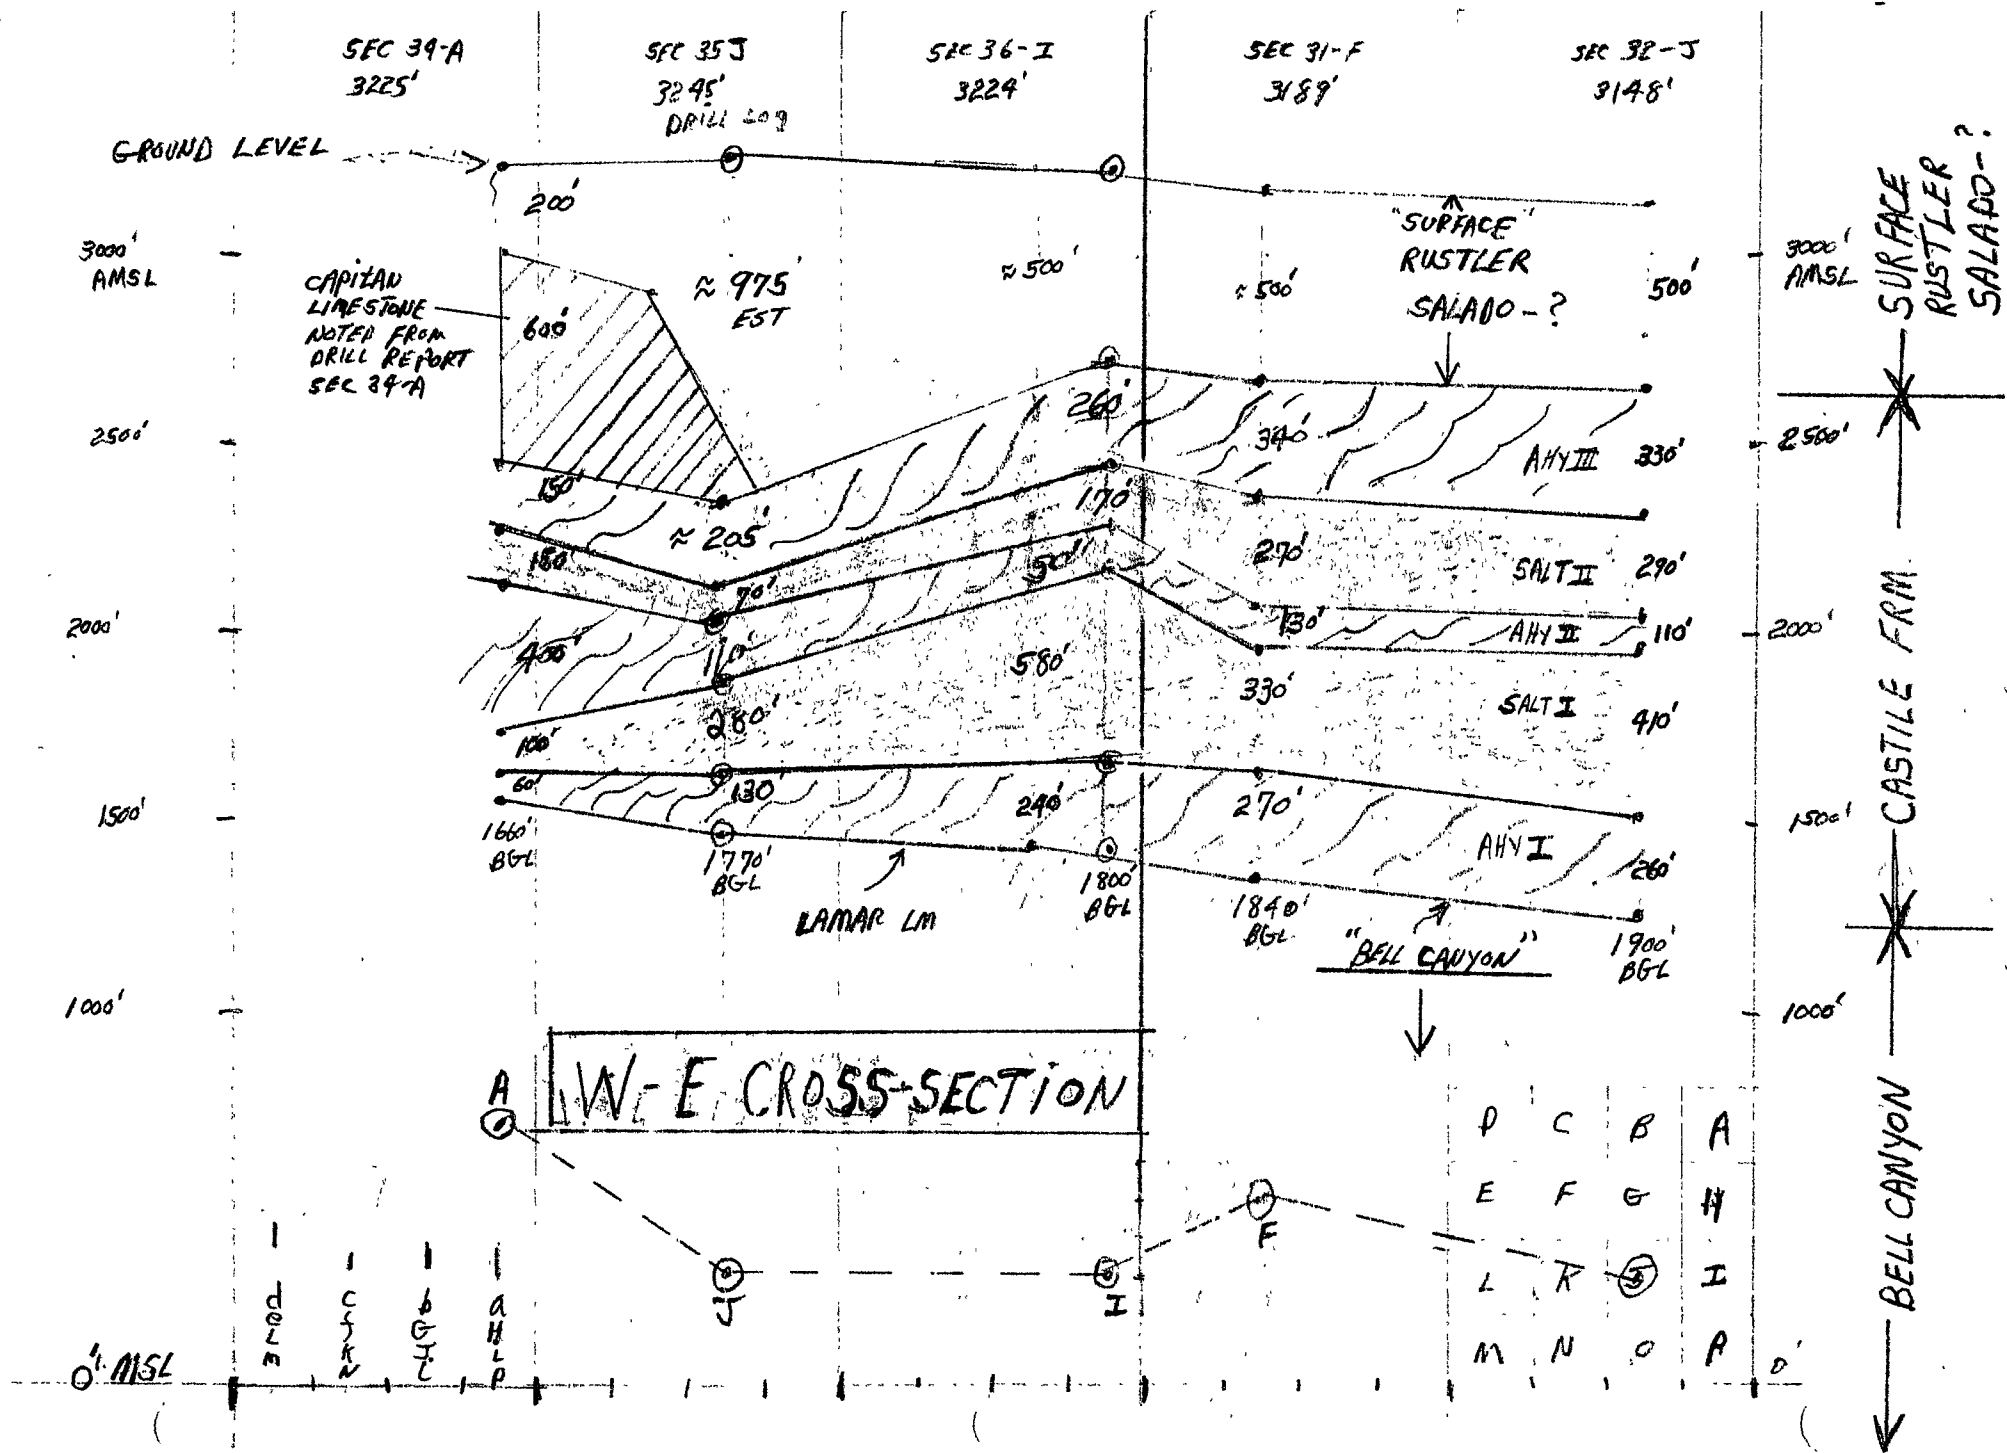 SEC 34-A
3225'
SEC 35J
3245'
DRILL LOG
SEC 36-I
3224'
SEC 31-F
3189'
SEC 32-J
3148'
GROUND LEVEL
200'
3000'
AMSL
CAPITAN
LIMESTONE
NOTED FROM
DRILL REPORT
SEC 34-A
600'
≈ 975'
EST
≈ 500'
≈ 500'
"SURFACE"
RUSTLER
SALADO - ?
500'
3000'
AMSL
SURFACE
RUSTLER
SALADO-?
2500'
150'
≈ 205'
260'
340'
AHY III
330'
2500'
180'
70'
170'
270'
SALT II
290'
2000'
400'
110'
50'
130'
AHY II
110'
2000'
100'
280'
580'
330'
SALT I
410'
CASTILE FRM
1500'
60'
130'
240'
270'
AHY I
260'
1500'
1660'
BGL
1770'
BGL
1800'
BGL
1840'
BGL
1900'
BGL
LAMAR LM
"BELL CANYON"
1000'
1000'
W-E CROSS-SECTION
A
J
I
F
D C B A
E F G H
L K J I
M N O P
BELL CANYON
0' MSL
0'